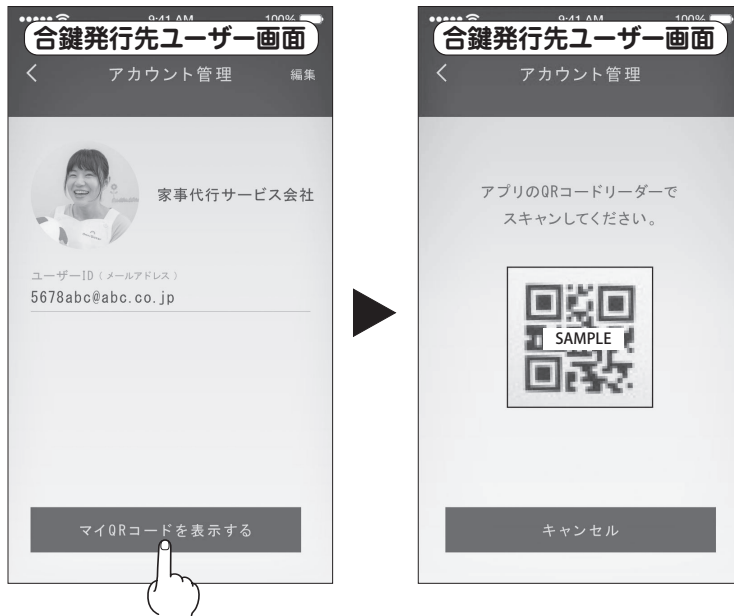 9:41 AM
100%
合鍵発行先ユーザー画面
アカウント管理
編集
家事代行サービス会社
ユーザーID（メールアドレス）
5678abc@abc.co.jp
マイQRコードを表示する
9:41 AM
100%
合鍵発行先ユーザー画面
アカウント管理
アプリのQRコードリーダーで
スキャンしてください。
SAMPLE
キャンセル